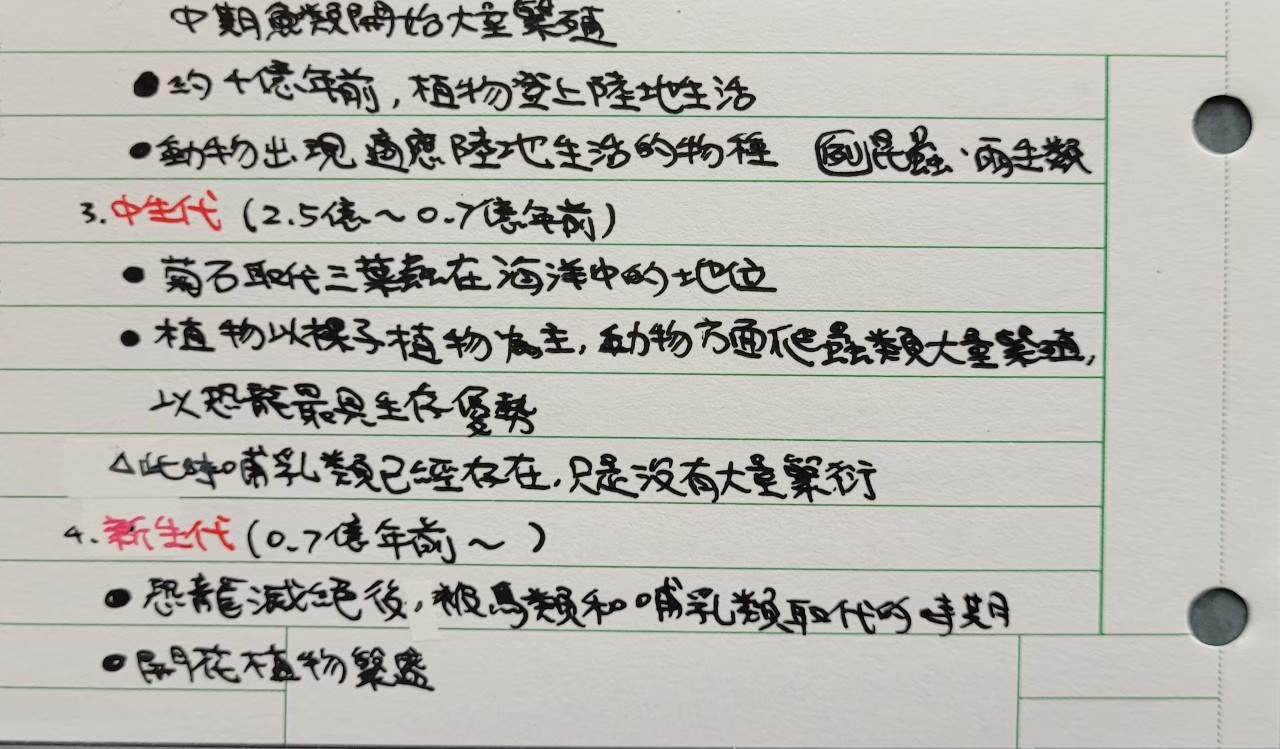 中期魚類開始大量繁殖
●約十億年前,植物登上陸地生活
●動物出現適應陸地生活的物種 例昆蟲、兩生類
3.中生代(2.5億~0.7億年前)
●菊石取代三葉蟲在海洋中的地位
●植物以裸子植物為主,動物方面爬蟲類大量繁殖,
以恐龍最具生存優勢
△此時哺乳類已經存在,只是沒有大量繁衍
4.新生代(0.7億年前~ )
●恐龍滅絕後,被鳥類和哺乳類取代的時期
●開花植物繁盛